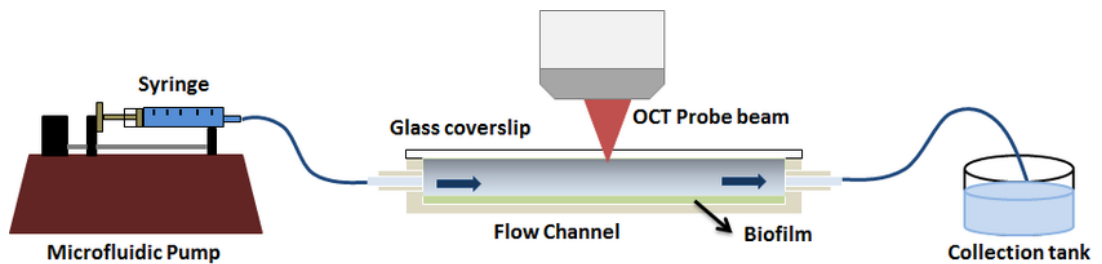 Syringe
OCT Probe beam
Glass coverslip
Flow Channel
Biofilm
Microfluidic Pump
Collection tank